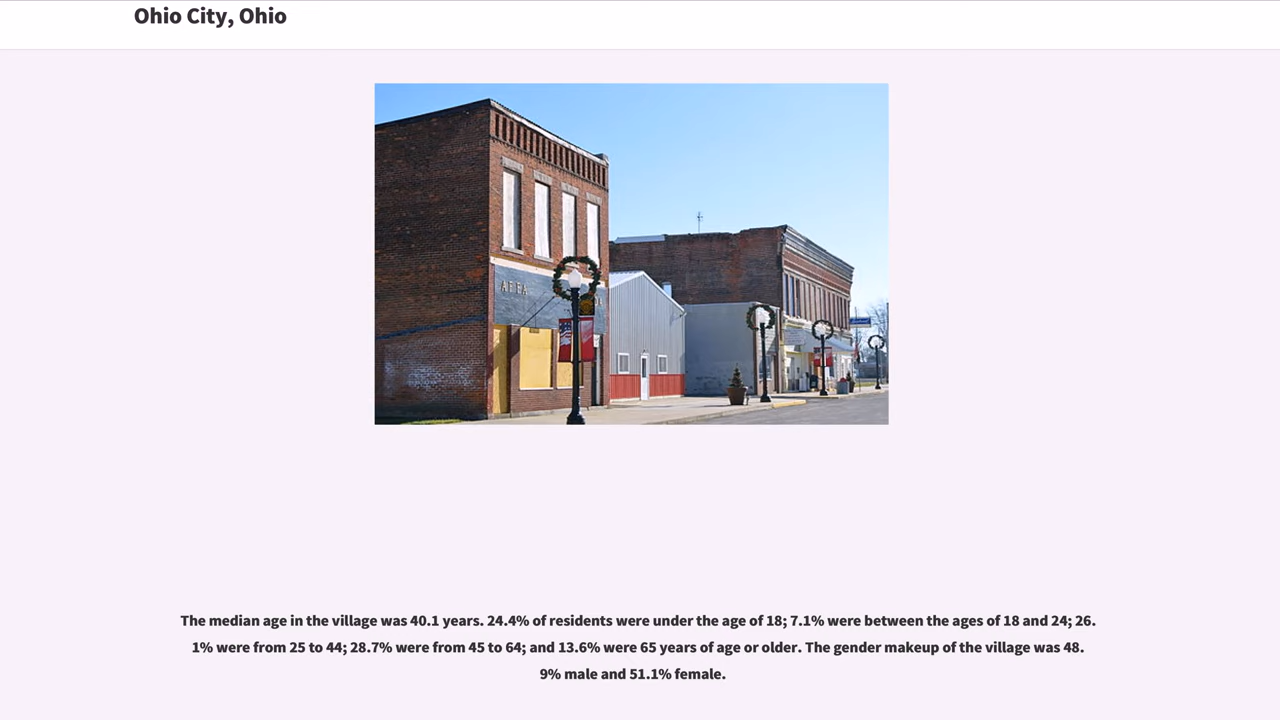 Ohio City, Ohio
The median age in the village was 40.1 years. 24.4% of residents were under the age of 18; 7.1% were between the ages of 18 and 24; 26.
1% were from 25 to 44; 28.7% were from 45 to 64; and 13.6% were 65 years of age or older. The gender makeup of the village was 48.
9% male and 51.1% female.